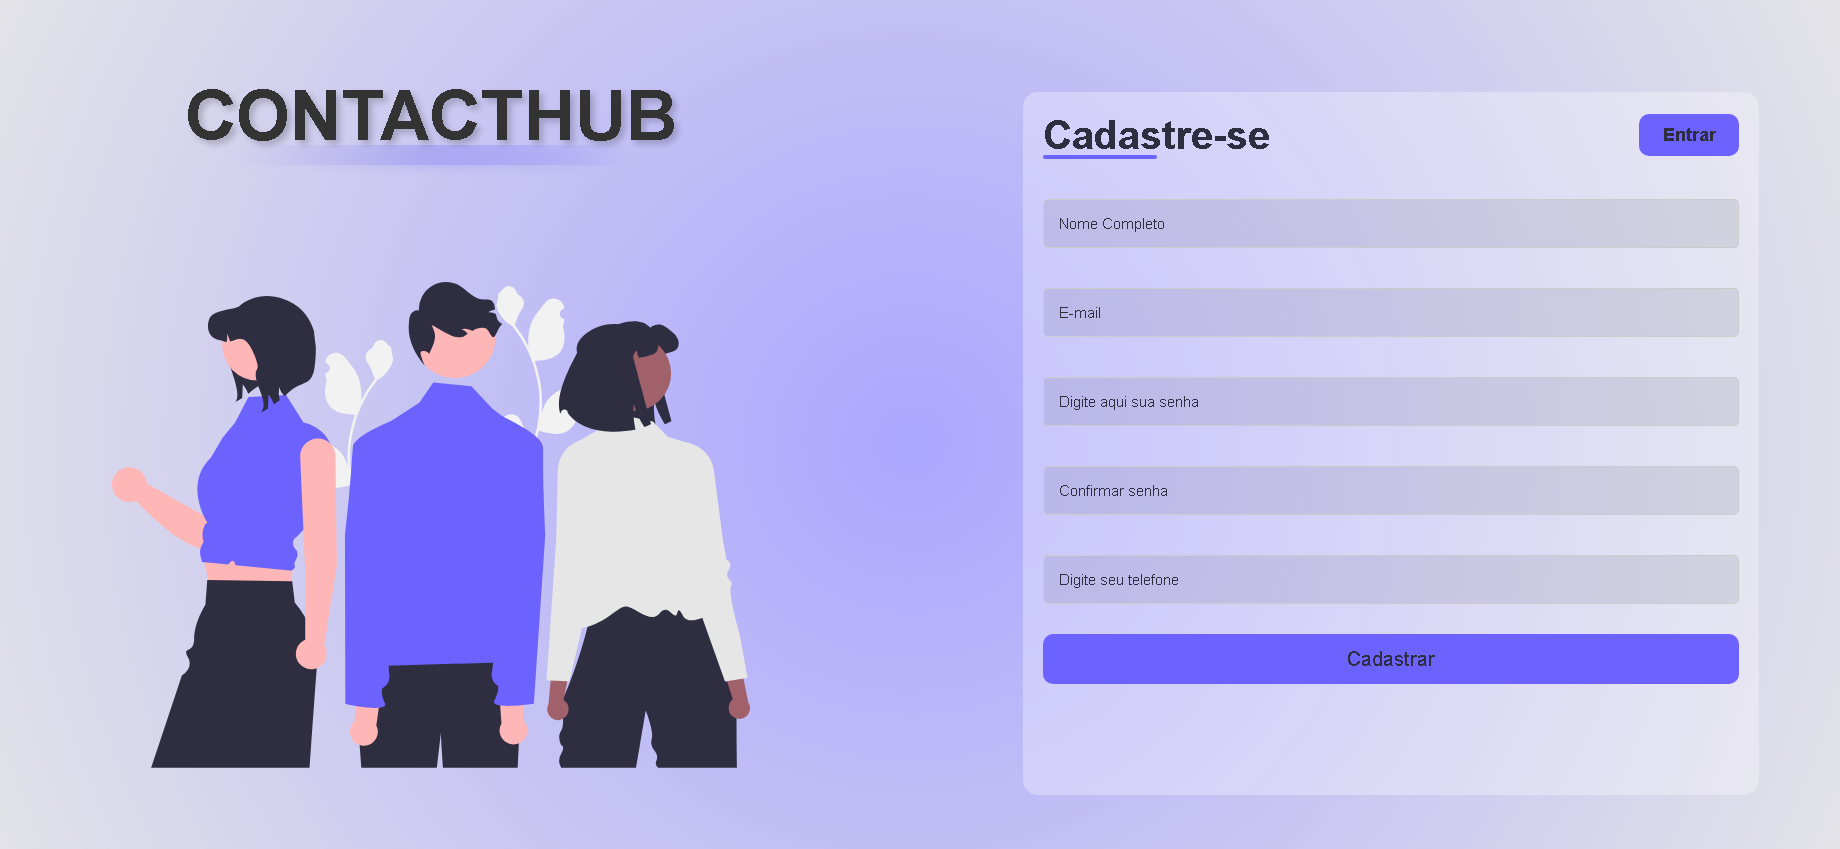 CONTACTHUB
Cadastre-se
Entrar
Nome Completo
E-mail
Digite aqui sua senha
Confirmar senha
Digite seu telefone
Cadastrar